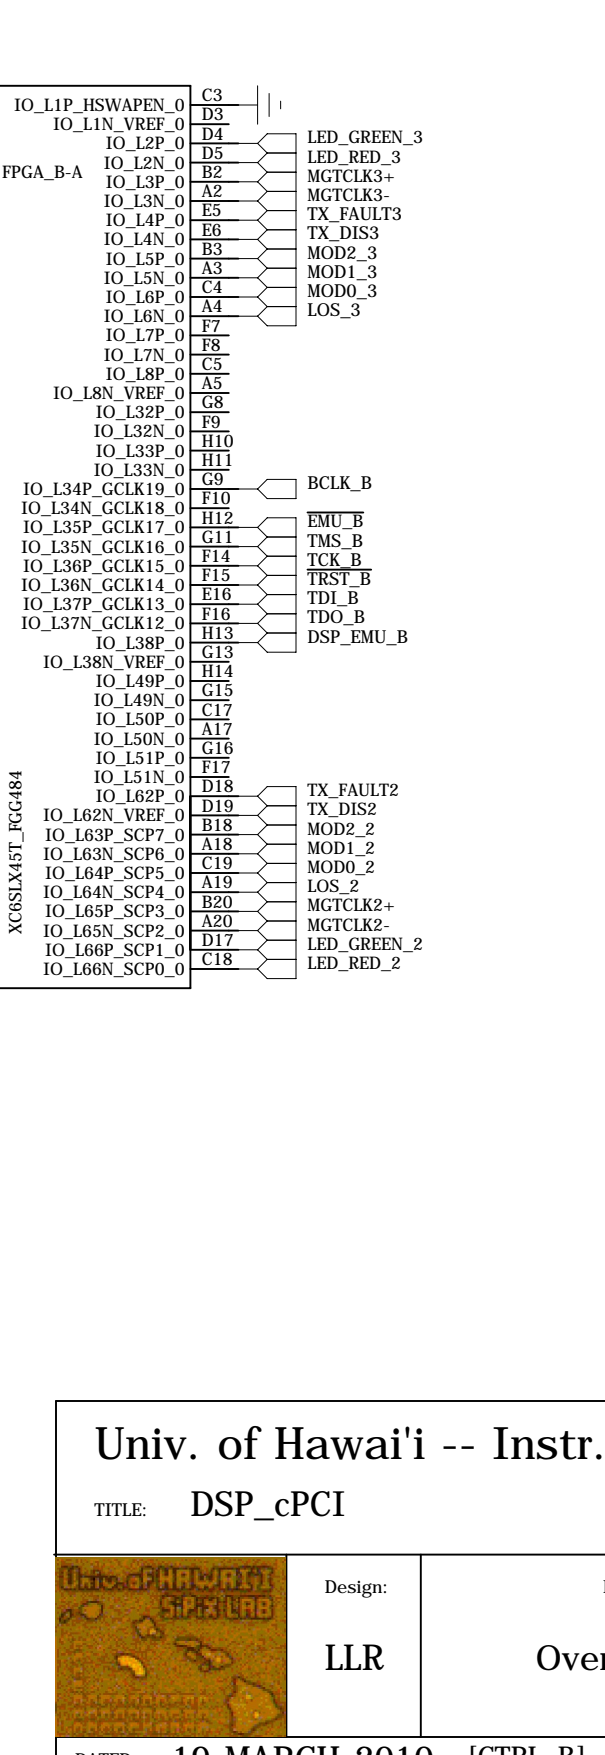 IO_L1P_HSWAPEN_0 C3
IO_L1N_VREF_0 D3
IO_L2P_0 D4 LED_GREEN_3
IO_L2N_0 D5 LED_RED_3
FPGA_B-A
IO_L3P_0 B2 MGTCLK3+
IO_L3N_0 A2 MGTCLK3-
IO_L4P_0 E5 TX_FAULT3
IO_L4N_0 E6 TX_DIS3
IO_L5P_0 B3 MOD2_3
IO_L5N_0 A3 MOD1_3
IO_L6P_0 C4 MOD0_3
IO_L6N_0 A4 LOS_3
IO_L7P_0 F7
IO_L7N_0 F8
IO_L8P_0 C5
IO_L8N_VREF_0 A5
IO_L32P_0 G8
IO_L32N_0 F9
IO_L33P_0 H10
IO_L33N_0 H11
IO_L34P_GCLK19_0 G9 BCLK_B
IO_L34N_GCLK18_0 F10
IO_L35P_GCLK17_0 H12 EMU_B
IO_L35N_GCLK16_0 G11 TMS_B
IO_L36P_GCLK15_0 F14 TCK_B
IO_L36N_GCLK14_0 F15 TRST_B
IO_L37P_GCLK13_0 E16 TDI_B
IO_L37N_GCLK12_0 F16 TDO_B
IO_L38P_0 H13 DSP_EMU_B
IO_L38N_VREF_0 G13
IO_L49P_0 H14
IO_L49N_0 G15
IO_L50P_0 C17
IO_L50N_0 A17
IO_L51P_0 G16
IO_L51N_0 F17
IO_L62P_0 D18 TX_FAULT2
IO_L62N_VREF_0 D19 TX_DIS2
IO_L63P_SCP7_0 B18 MOD2_2
IO_L63N_SCP6_0 A18 MOD1_2
IO_L64P_SCP5_0 C19 MOD0_2
IO_L64N_SCP4_0 A19 LOS_2
IO_L65P_SCP3_0 B20 MGTCLK2+
IO_L65N_SCP2_0 A20 MGTCLK2-
IO_L66P_SCP1_0 D17 LED_GREEN_2
IO_L66N_SCP0_0 C18 LED_RED_2
XC6SLX45T_FGG484
Univ. of Hawai'i -- Instr.
TITLE: DSP_cPCI
Univ. of HAWAI'I
S:P:X LAB
Design:
LLR
Over
DATED 19 MARCH 2010 [CTRL-B]